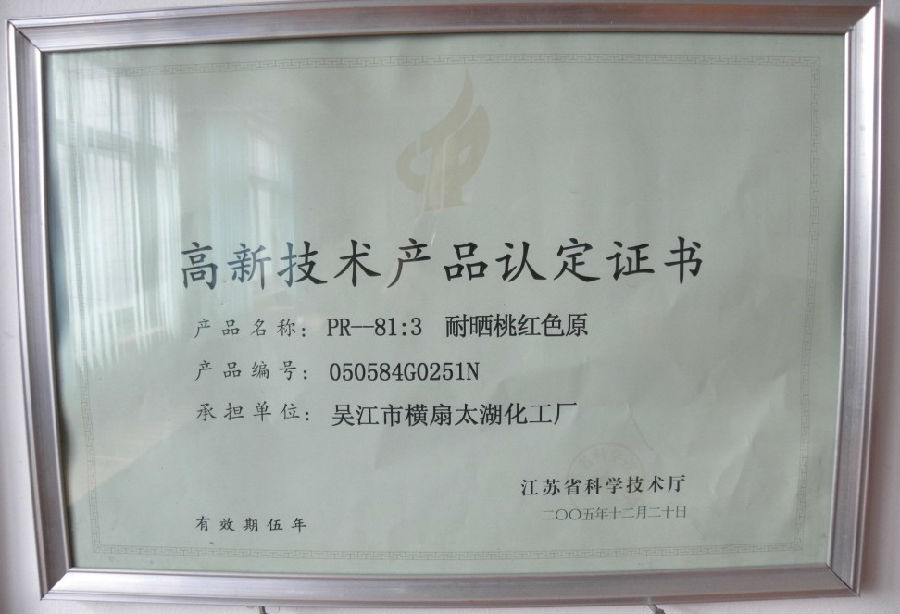 高新技术产品认定证书
产品名称: PR--81:3 耐晒桃红色原
产品编号: 050584G0251N
承担单位: 吴江市横扇太湖化工厂
江苏省科学技术厅
二〇〇五年十二月二十日
有效期伍年